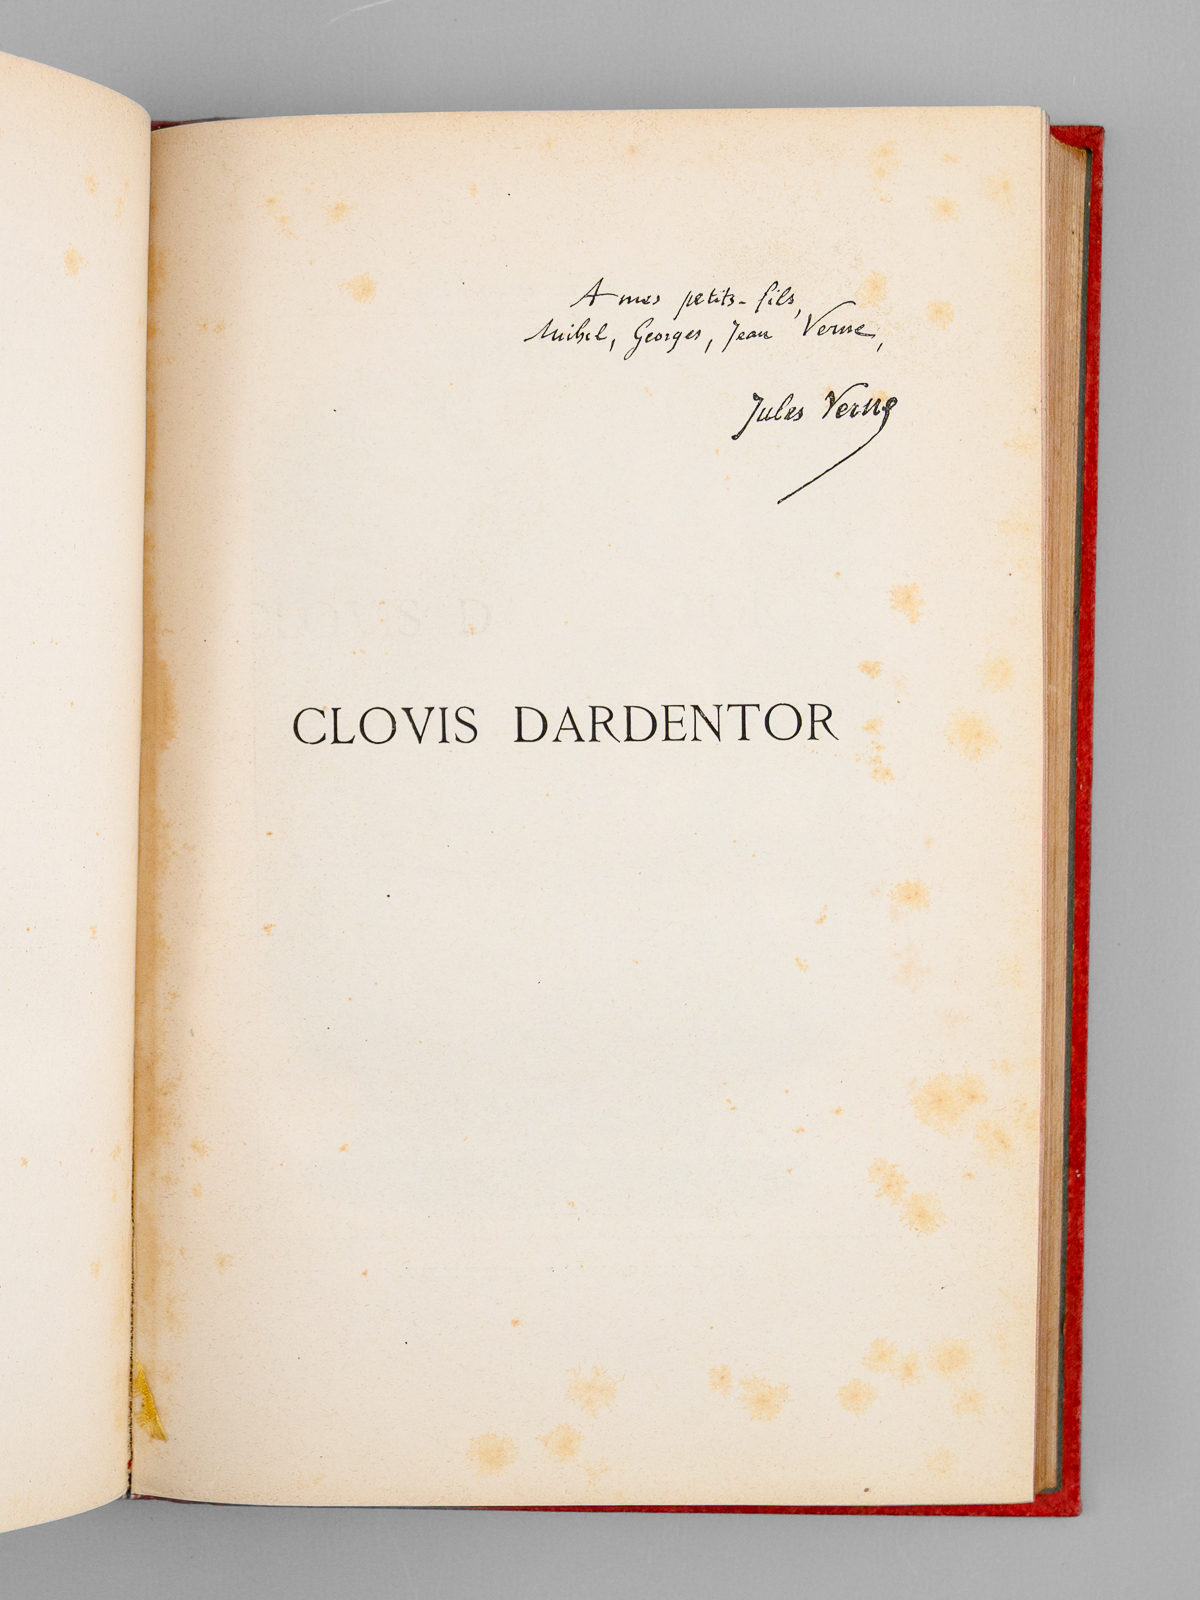 A mes petits-fils,
Michel, Georges, Jean Verne,
Jules Verne
CLOVIS DARDENTOR